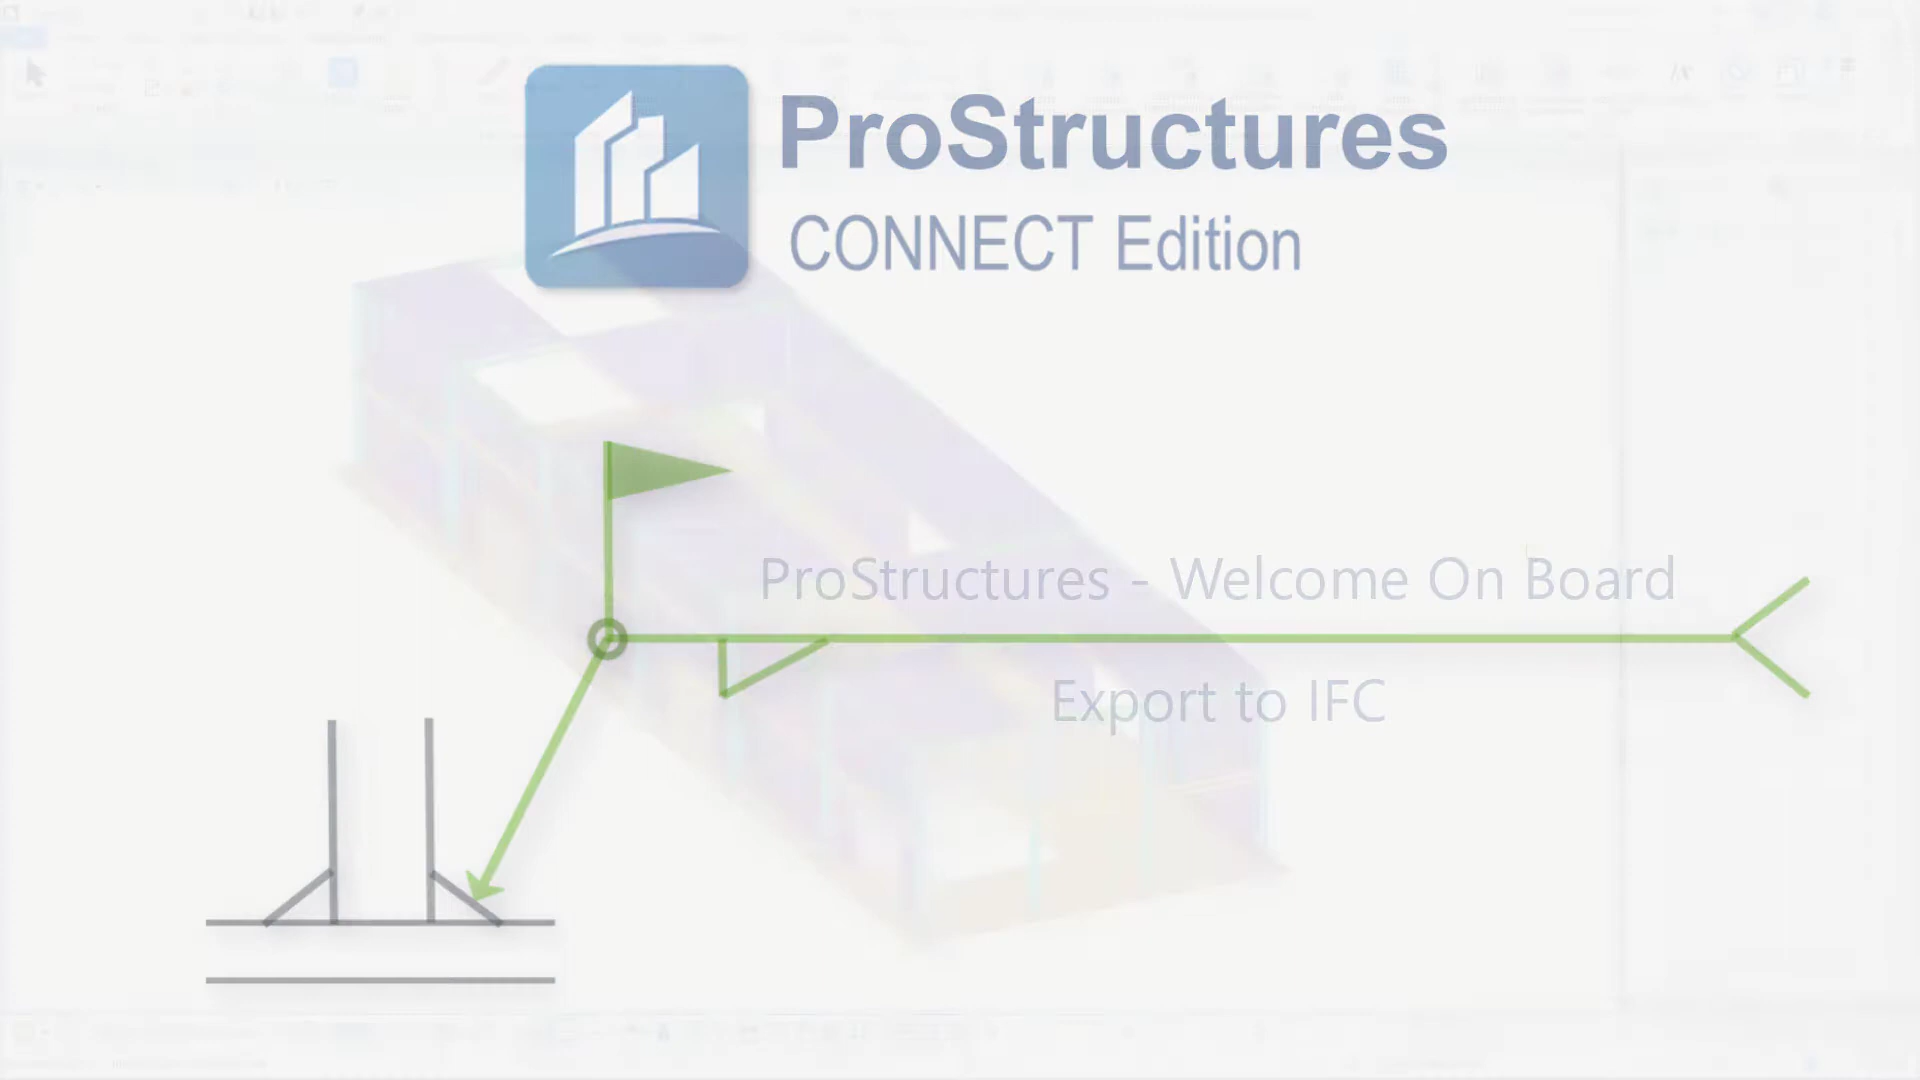 ProStructures
CONNECT Edition
ProStructures - Welcome On Board
Export to IFC